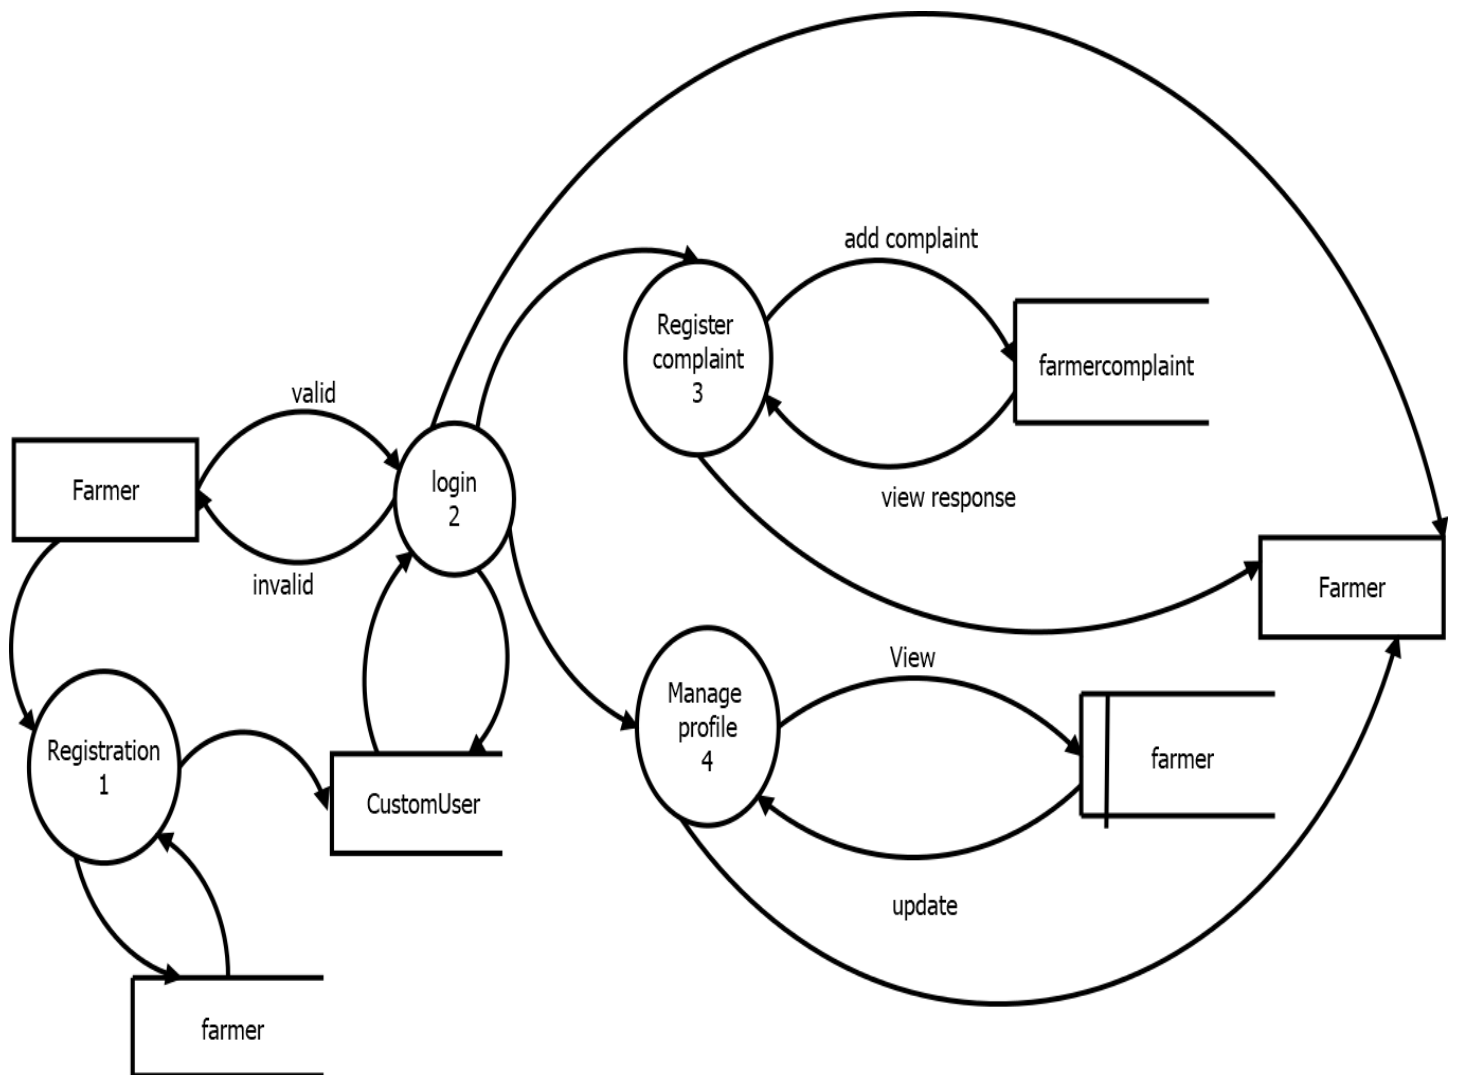 add complaint
Register
complaint
3
farmercomplaint
valid
login
2
Farmer
view response
invalid
Farmer
View
Manage
profile
4
farmer
Registration
1
CustomUser
update
farmer